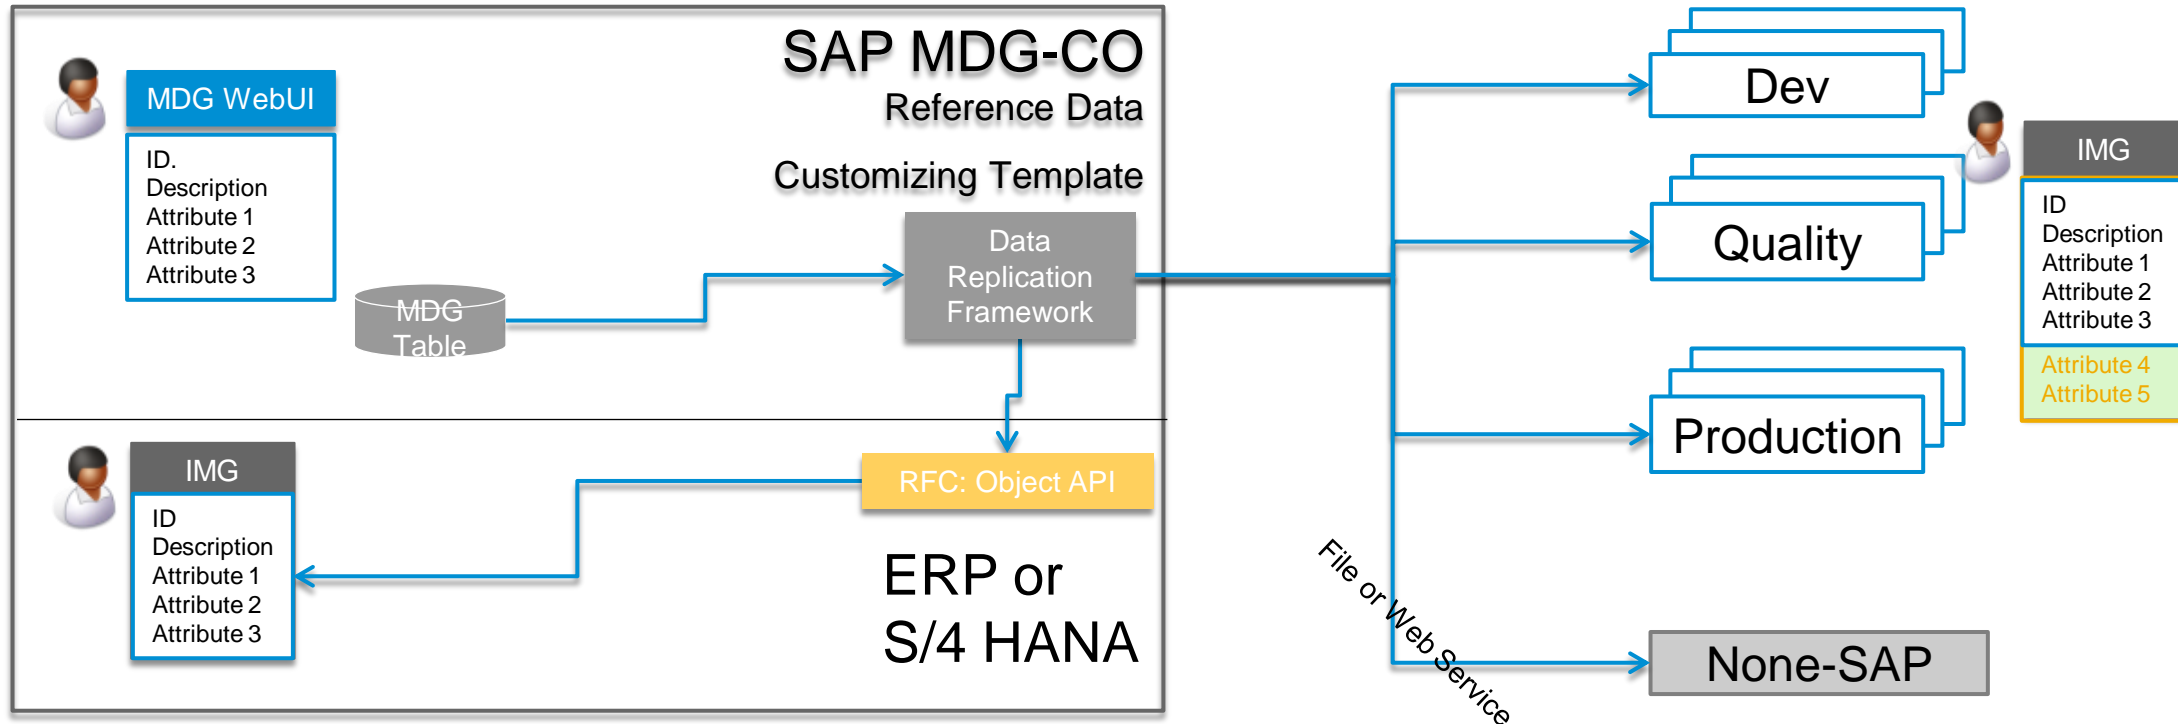 SAP MDG-CO
Reference Data
Customizing Template
MDG WebUI
ID.
Description
Attribute 1
Attribute 2
Attribute 3
MDG
Table
Data
Replication
Framework
IMG
ID
Description
Attribute 1
Attribute 2
Attribute 3
RFC: Object API
ERP or
S/4 HANA
Dev
Quality
Production
File or Web Service
None-SAP
IMG
ID
Description
Attribute 1
Attribute 2
Attribute 3
Attribute 4
Attribute 5